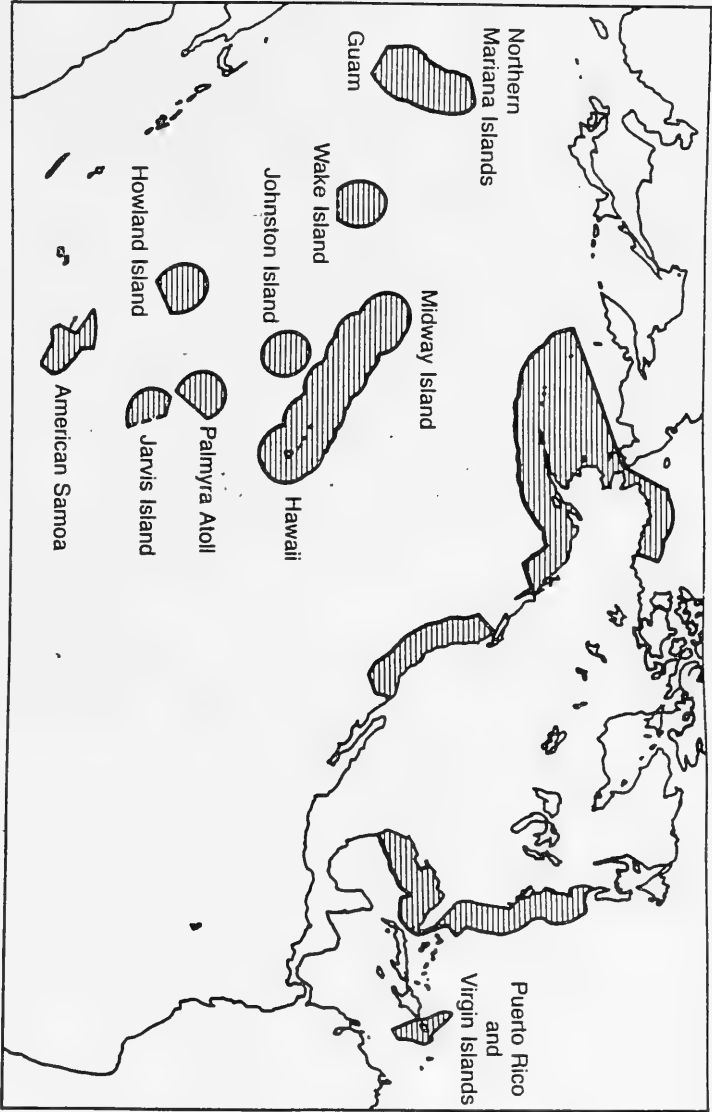 Northern
Mariana Islands
Guam
Wake Island
Johnston Island
Midway Island
Hawaii
Howland Island
Palmyra Atoll
Jarvis Island
American Samoa
Puerto Rico
and
Virgin Islands